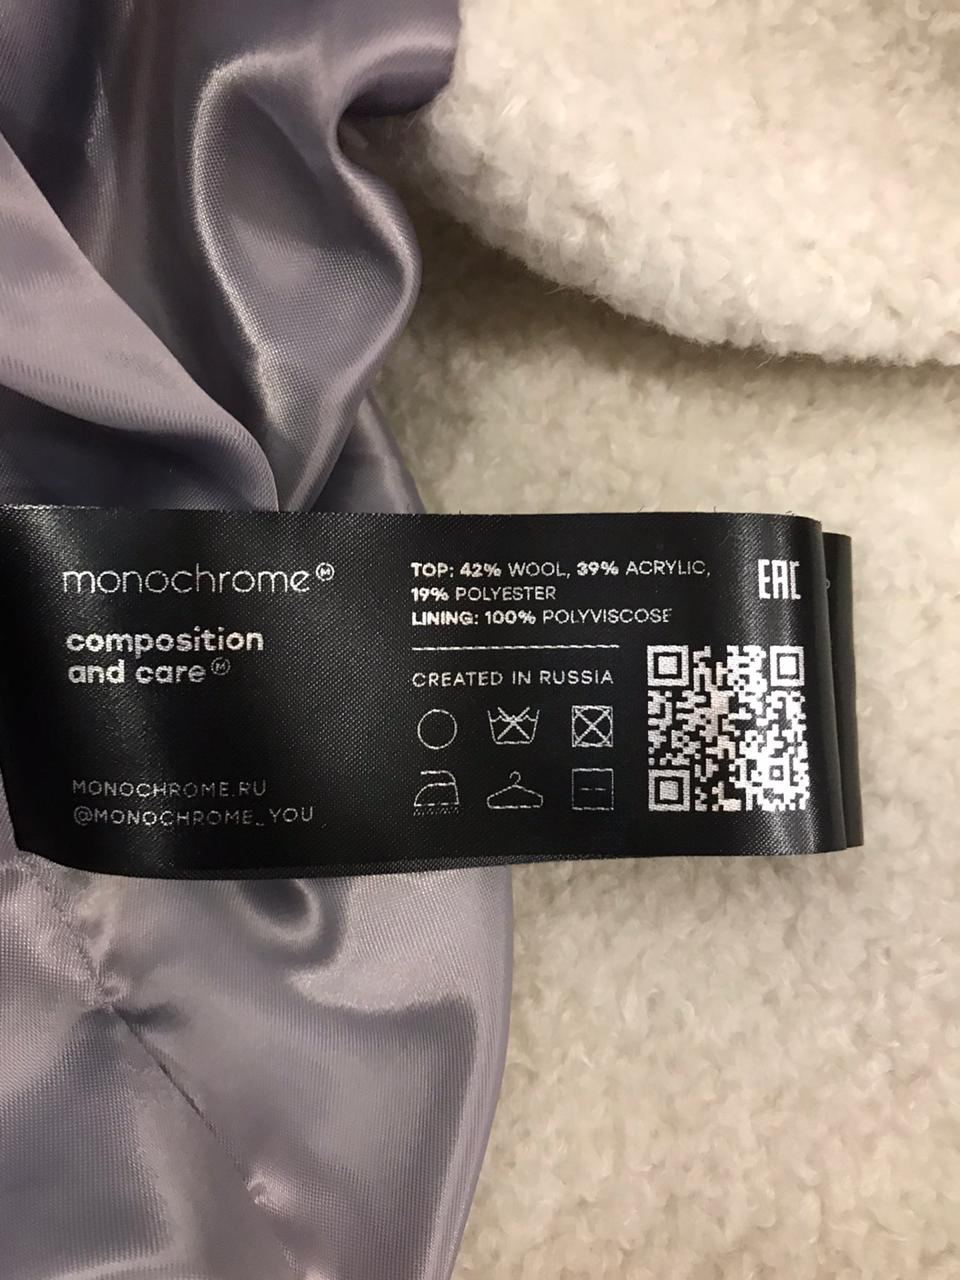 monochrome Ⓜ
composition
and care Ⓜ
MONOCHROME.RU
@MONOCHROME_YOU
TOP: 42% WOOL, 39% ACRYLIC,
19% POLYESTER
LINING: 100% POLYVISCOSE
CREATED IN RUSSIA
EAC